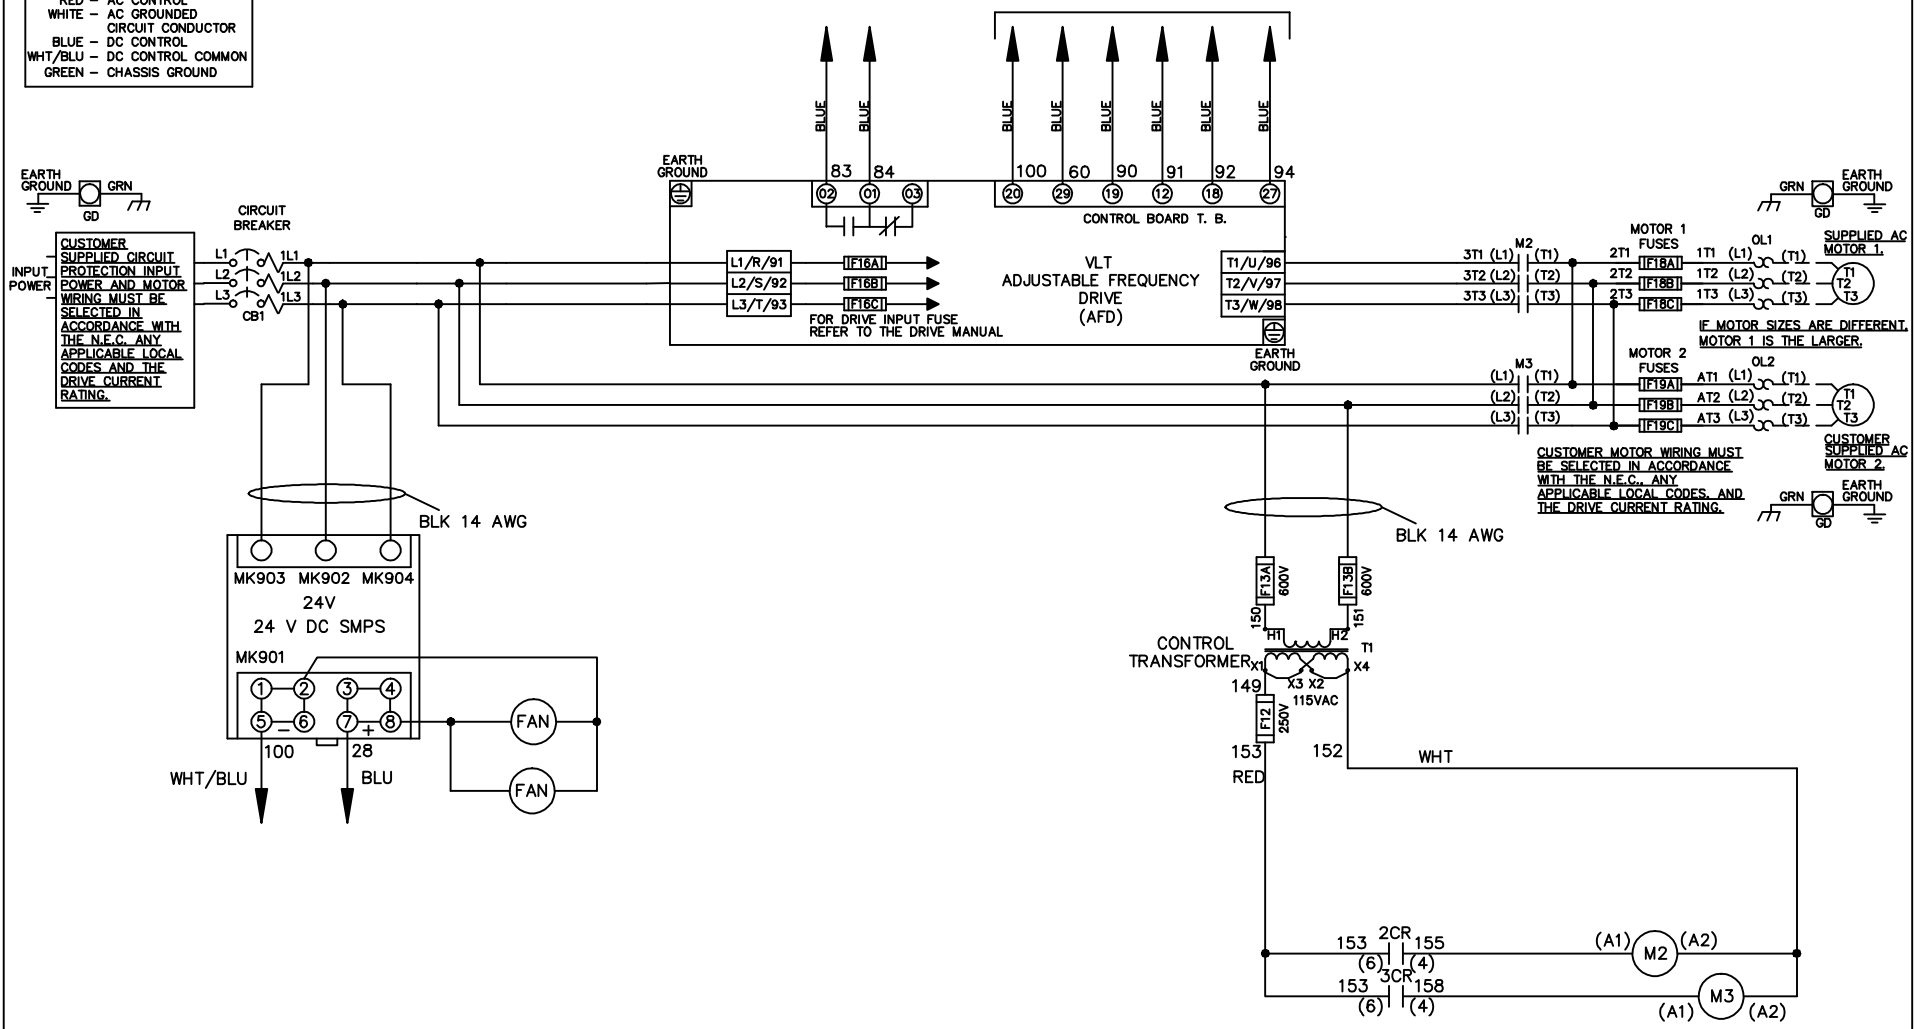 RED - AC CONTROL
WHITE - AC GROUNDED
CIRCUIT CONDUCTOR
BLUE - DC CONTROL
WHT/BLU - DC CONTROL COMMON
GREEN - CHASSIS GROUND
BLUE
BLUE
BLUE
BLUE
BLUE
BLUE
BLUE
BLUE
EARTH
GROUND
83
84
100
60
90
91
92
94
02
01
03
20
29
19
12
18
27
CONTROL BOARD T. B.
EARTH
GROUND
GRN
GD
CIRCUIT
BREAKER
INPUT
POWER
CUSTOMER
SUPPLIED CIRCUIT
PROTECTION INPUT
POWER AND MOTOR
WIRING MUST BE
SELECTED IN
ACCORDANCE WITH
THE N.E.C. ANY
APPLICABLE LOCAL
CODES AND THE
DRIVE CURRENT
RATING.
L1
1L1
L2
1L2
L3
1L3
CB1
L1/R/91
F16A
L2/S/92
F16B
L3/T/93
F16C
FOR DRIVE INPUT FUSE
REFER TO THE DRIVE MANUAL
VLT
ADJUSTABLE FREQUENCY
DRIVE
(AFD)
T1/U/96
T2/V/97
T3/W/98
EARTH
GROUND
M2
3T1 (L1) (T1)
3T2 (L2) (T2)
3T3 (L3) (T3)
MOTOR 1
FUSES
2T1 F18A 1T1 (L1) (T1)
2T2 F18B 1T2 (L2) (T2)
2T3 F18C 1T3 (L3) (T3)
OL1
GRN
EARTH
GROUND
GD
SUPPLIED AC
MOTOR 1.
T1
T2
T3
IF MOTOR SIZES ARE DIFFERENT,
MOTOR 1 IS THE LARGER.
M3
(L1) (T1)
(L2) (T2)
(L3) (T3)
MOTOR 2
FUSES
OL2
F19A AT1 (L1) (T1)
F19B AT2 (L2) (T2)
F19C AT3 (L3) (T3)
T1
T2
T3
CUSTOMER
SUPPLIED AC
MOTOR 2.
CUSTOMER MOTOR WIRING MUST
BE SELECTED IN ACCORDANCE
WITH THE N.E.C., ANY
APPLICABLE LOCAL CODES, AND
THE DRIVE CURRENT RATING.
GRN
EARTH
GROUND
GD
BLK 14 AWG
MK903 MK902 MK904
24V
24 V DC SMPS
MK901
1
2
3
4
5
6
7
8
-
+
100
28
WHT/BLU
BLU
FAN
FAN
BLK 14 AWG
F13A
600V
F13B
600V
150
151
H1
H2
CONTROL
TRANSFORMER
T1
X1
X4
X3 X2
115VAC
149
F12
250V
153
RED
152
WHT
2CR
153
155
(6)
(4)
(A1)
M2
(A2)
3CR
153
158
(6)
(4)
(A1)
M3
(A2)